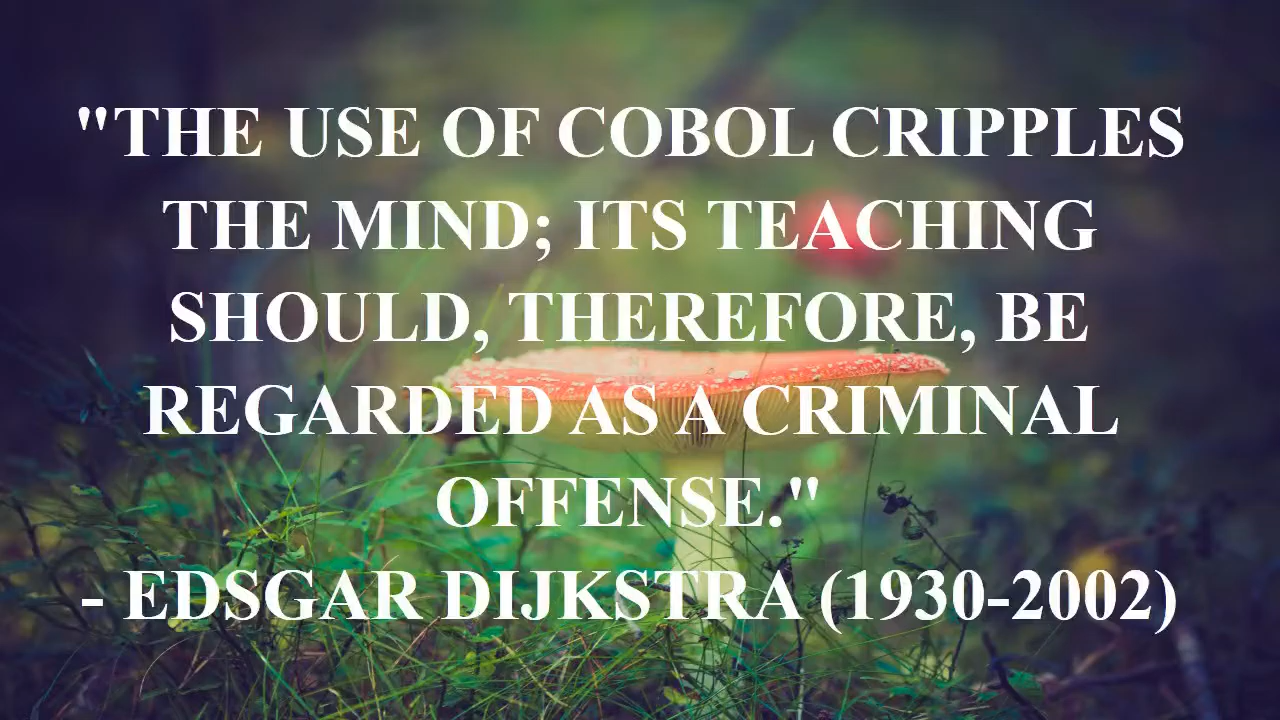 "THE USE OF COBOL CRIPPLES
THE MIND; ITS TEACHING
SHOULD, THEREFORE, BE
REGARDED AS A CRIMINAL
OFFENSE."
- EDSGAR DIJKSTRA (1930-2002)